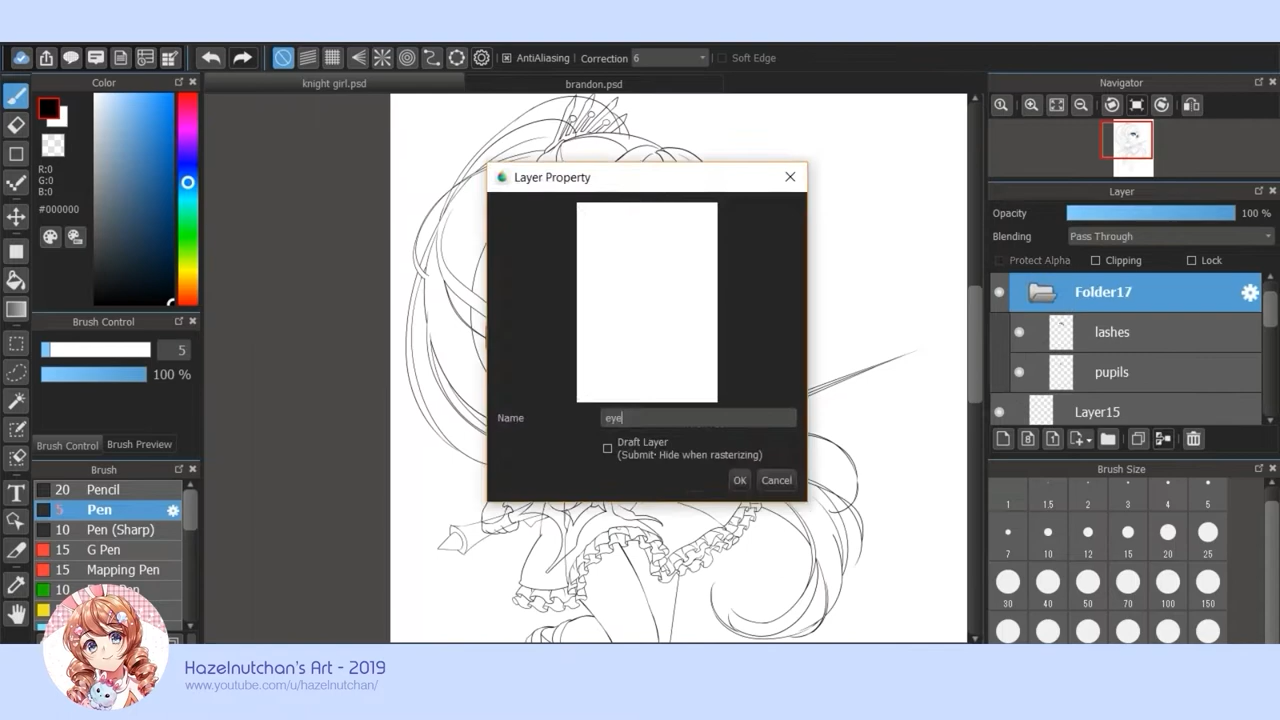 AntiAliasing Correction 6 Soft Edge
Color
knight girl.psd
brandon.psd
Navigator
R:0
G:0
B:0
#000000
Layer Property
Name eye
Draft Layer
(Submit· Hide when rasterizing)
OK Cancel
Brush Control
5
100 %
Brush Control Brush Preview
Brush
20 Pencil
5 Pen
10 Pen (Sharp)
15 G Pen
15 Mapping Pen
10
Layer
Opacity 100 %
Blending Pass Through
Protect Alpha Clipping Lock
Folder17
lashes
pupils
Layer15
Brush Size
1 1.5 2 3 4 5
7 10 12 15 20 25
30 40 50 70 100 150
Hazelnutchan's Art - 2019
www.youtube.com/u/hazelnutchan/